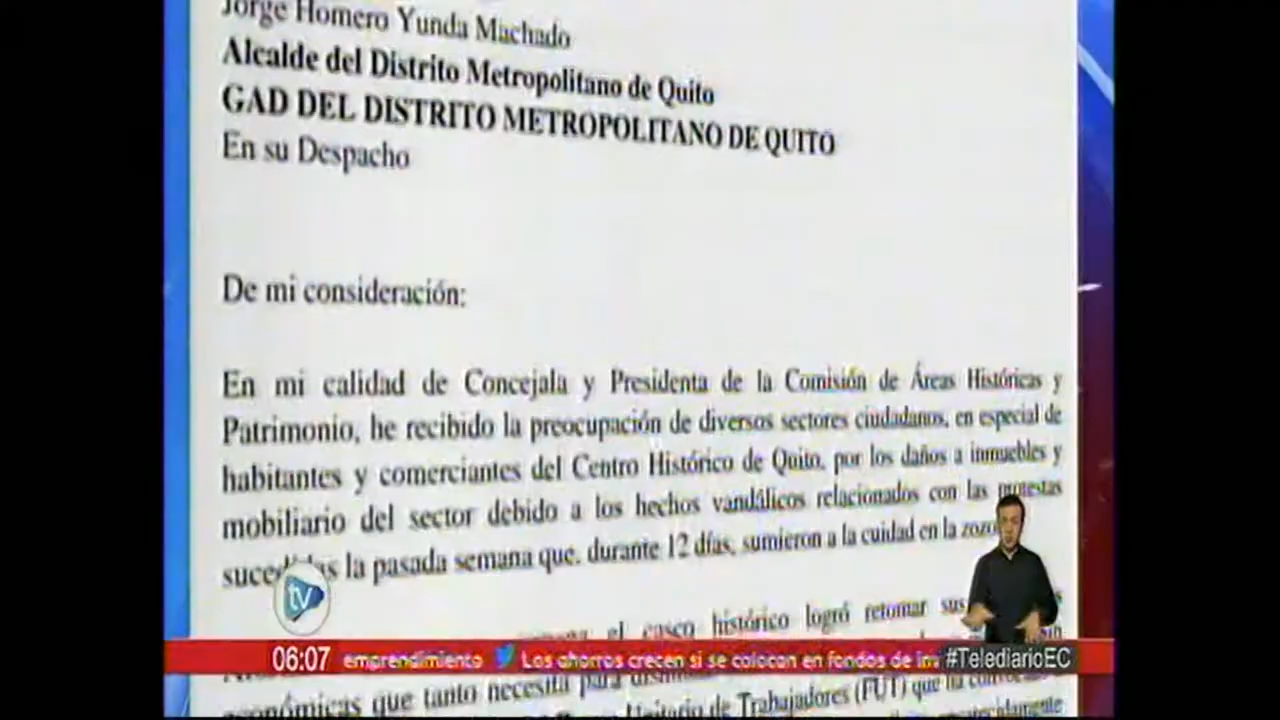 Jorge Homero Yunda Machado
Alcalde del Distrito Metropolitano de Quito
GAD DEL DISTRITO METROPOLITANO DE QUITO
En su Despacho
De mi consideración:
En mi calidad de Concejala y Presidenta de la Comisión de Áreas Históricas y
Patrimonio, he recibido la preocupación de diversos sectores ciudadanos, en especial de
habitantes y comerciantes del Centro Histórico de Quito, por los daños a inmuebles y
mobiliario del sector debido a los hechos vandálicos relacionados con las protestas
sucedidas la pasada semana que, durante 12 días, sumieron a la cuidad en la
tv
el casco histórico logró retomar sus
06:07 emprendimiento Los ahorros crecen si se colocan en fondos de inv #TelediarioEC
económicas que tanto necesita para
Unitario de Trabajadores (FUT) que ha